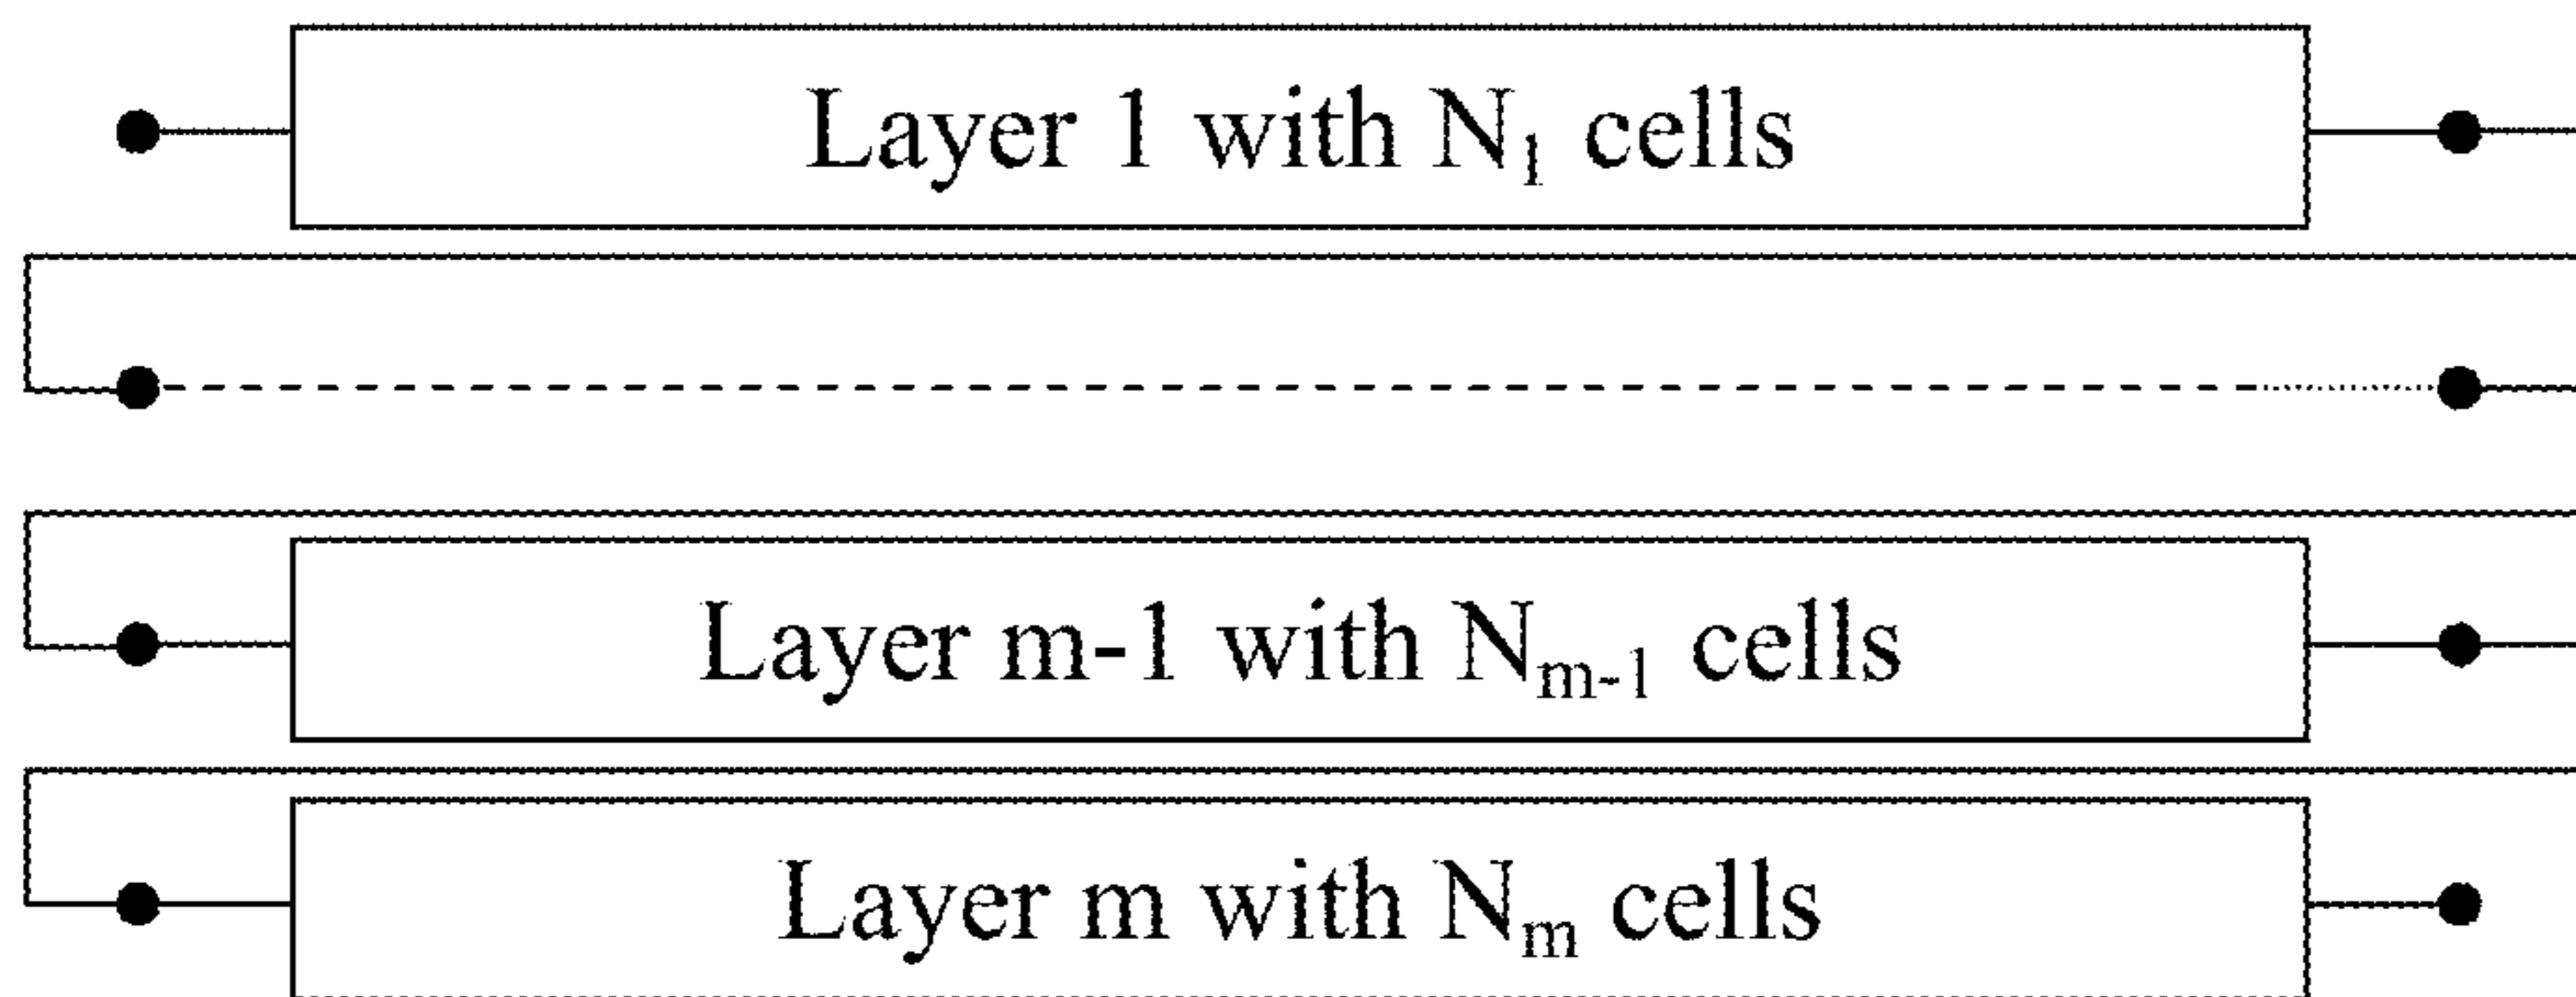 Layer 1 with N₁ cells
Layer m-1 with Nₘ₋₁ cells
Layer m with Nₘ cells